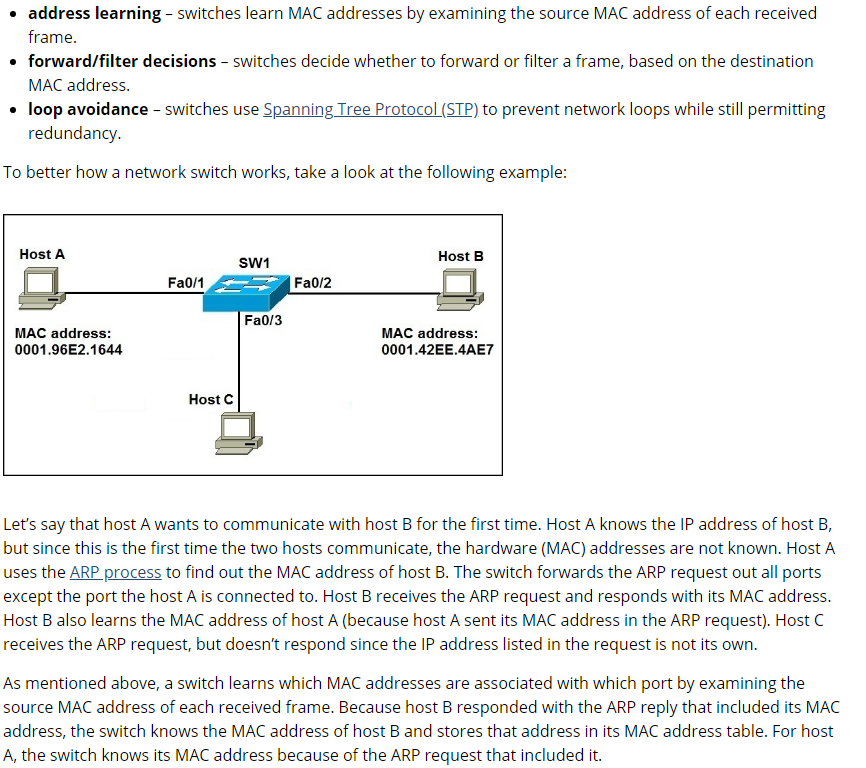 • address learning – switches learn MAC addresses by examining the source MAC address of each received
frame.
• forward/filter decisions – switches decide whether to forward or filter a frame, based on the destination
MAC address.
• loop avoidance – switches use Spanning Tree Protocol (STP) to prevent network loops while still permitting
redundancy.
To better how a network switch works, take a look at the following example:
Host A
SW1
Host B
Fa0/1
Fa0/2
Fa0/3
MAC address:
0001.96E2.1644
MAC address:
0001.42EE.4AE7
Host C
Let’s say that host A wants to communicate with host B for the first time. Host A knows the IP address of host B,
but since this is the first time the two hosts communicate, the hardware (MAC) addresses are not known. Host A
uses the ARP process to find out the MAC address of host B. The switch forwards the ARP request out all ports
except the port the host A is connected to. Host B receives the ARP request and responds with its MAC address.
Host B also learns the MAC address of host A (because host A sent its MAC address in the ARP request). Host C
receives the ARP request, but doesn’t respond since the IP address listed in the request is not its own.
As mentioned above, a switch learns which MAC addresses are associated with which port by examining the
source MAC address of each received frame. Because host B responded with the ARP reply that included its MAC
address, the switch knows the MAC address of host B and stores that address in its MAC address table. For host
A, the switch knows its MAC address because of the ARP request that included it.